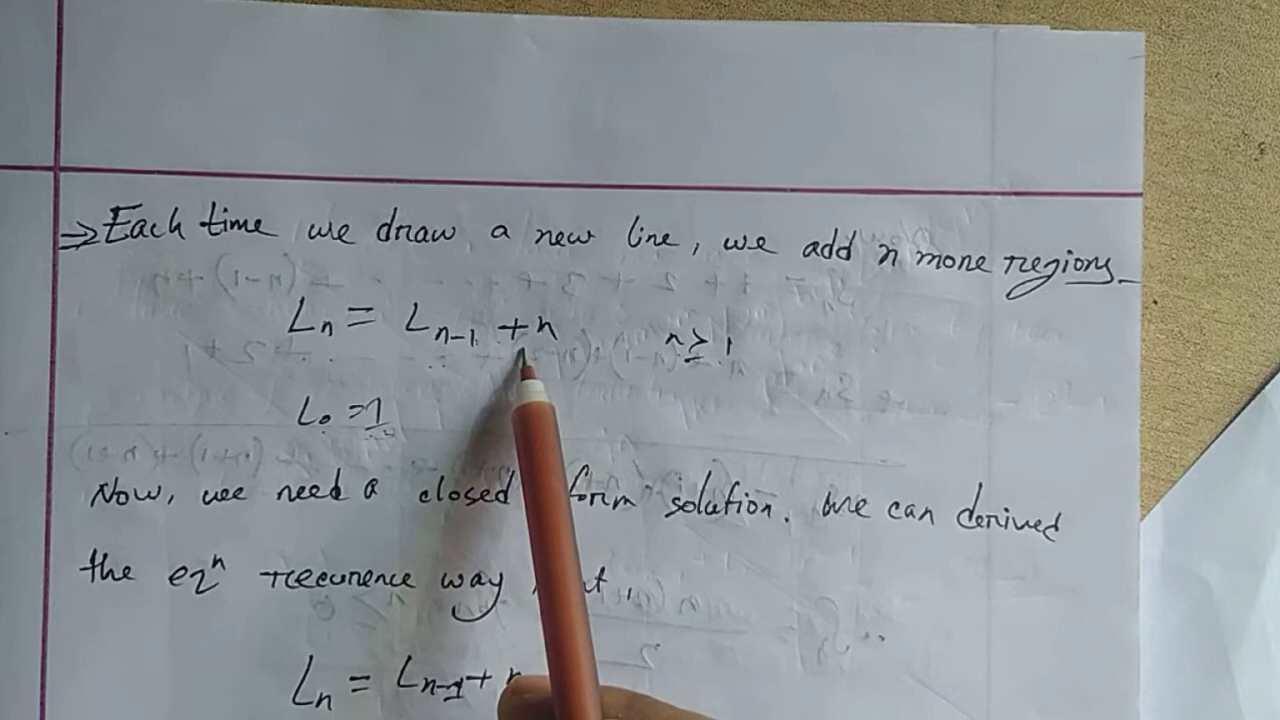 ⇒ Each time we draw a new line, we add n more regions.
Lₙ = Lₙ₋₁ + n n ≥ 1
L₀ = 1
Now, we need a closed form solution. we can derived
the eqⁿ reccurence way
Lₙ = Lₙ₋₁ +